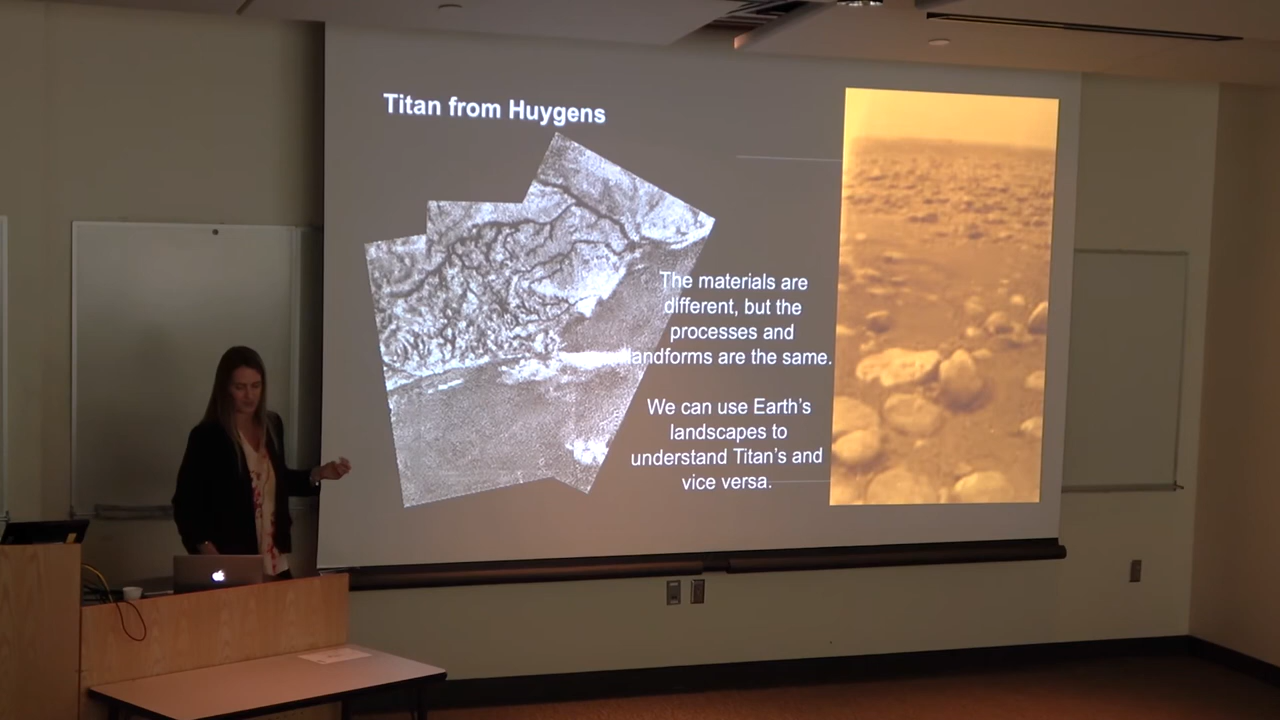 Titan from Huygens
The materials are
different, but the
processes and
landforms are the same.
We can use Earth's
landscapes to
understand Titan's and
vice versa.